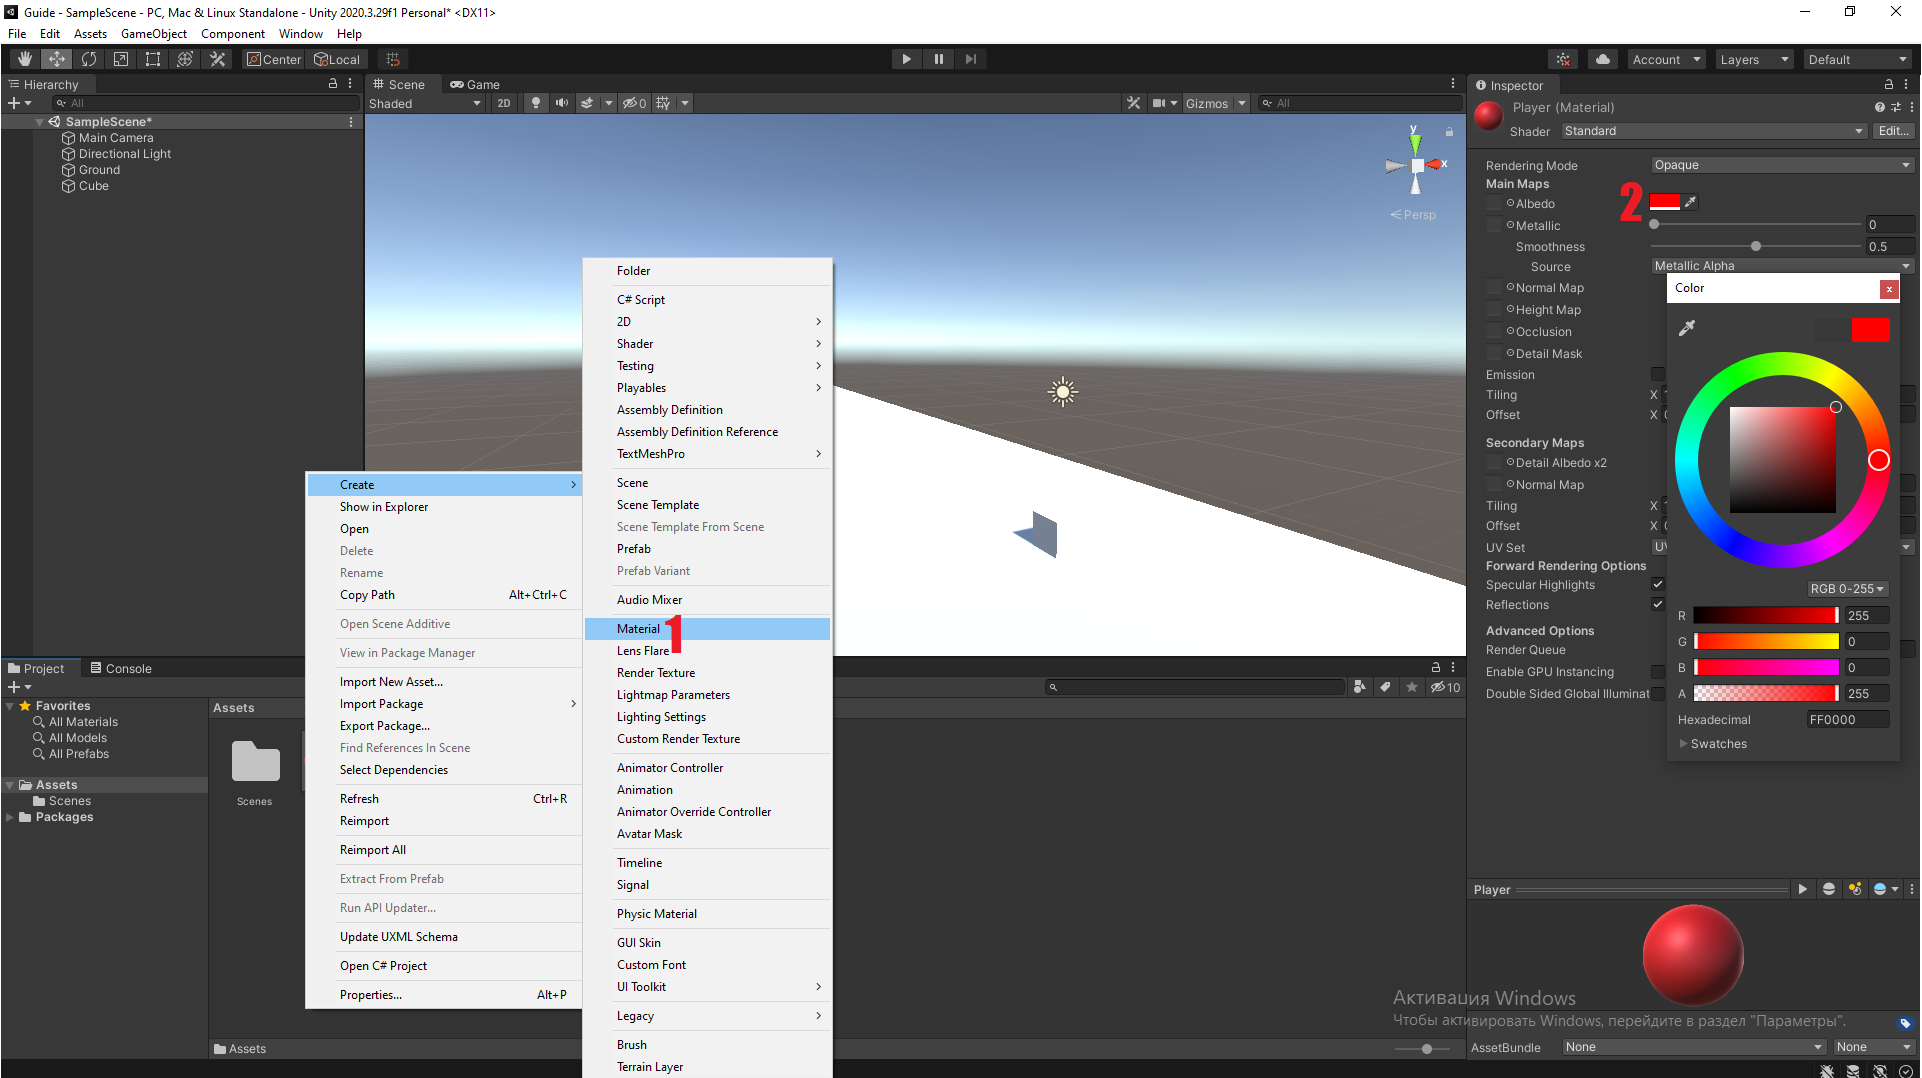 Guide - SampleScene - PC, Mac & Linux Standalone - Unity 2020.3.29f1 Personal* <DX11>
File Edit Assets GameObject Component Window Help
Center Local
Account Layers Default
Hierarchy
All
SampleScene*
Main Camera
Directional Light
Ground
Cube
Scene Game
Shaded 2D 0 Gizmos All
y
x
Persp
Inspector
Player (Material)
Shader Standard Edit...
Rendering Mode Opaque
Main Maps
Albedo 2
Metallic 0
Smoothness 0.5
Source Metallic Alpha
Normal Map
Height Map
Occlusion
Detail Mask
Emission
Tiling X
Offset X
Secondary Maps
Detail Albedo x2
Normal Map
Tiling X
Offset X
UV Set
Forward Rendering Options
Specular Highlights
Reflections
Advanced Options
Render Queue
Enable GPU Instancing
Double Sided Global Illuminat
Color
x
RGB 0-255
R 255
G 0
B 0
A 255
Hexadecimal FF0000
Swatches
Create
Show in Explorer
Open
Delete
Rename
Copy Path Alt+Ctrl+C
Open Scene Additive
View in Package Manager
Import New Asset...
Import Package
Export Package...
Find References In Scene
Select Dependencies
Refresh Ctrl+R
Reimport
Reimport All
Extract From Prefab
Run API Updater...
Update UXML Schema
Open C# Project
Properties... Alt+P
Folder
C# Script
2D
Shader
Testing
Playables
Assembly Definition
Assembly Definition Reference
TextMeshPro
Scene
Scene Template
Scene Template From Scene
Prefab
Prefab Variant
Audio Mixer
Material 1
Lens Flare
Render Texture
Lightmap Parameters
Lighting Settings
Custom Render Texture
Animator Controller
Animation
Animator Override Controller
Avatar Mask
Timeline
Signal
Physic Material
GUI Skin
Custom Font
UI Toolkit
Legacy
Brush
Terrain Layer
Project Console
10
Favorites
All Materials
All Models
All Prefabs
Assets
Scenes
Packages
Assets
Scenes
Assets
Player
Активация Windows
Чтобы активировать Windows, перейдите в раздел "Параметры".
AssetBundle None None